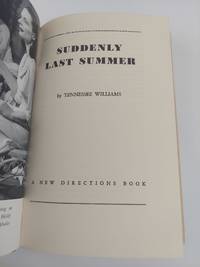 SUDDENLY
LAST SUMMER
by TENNESSEE WILLIAMS
A NEW DIRECTIONS BOOK